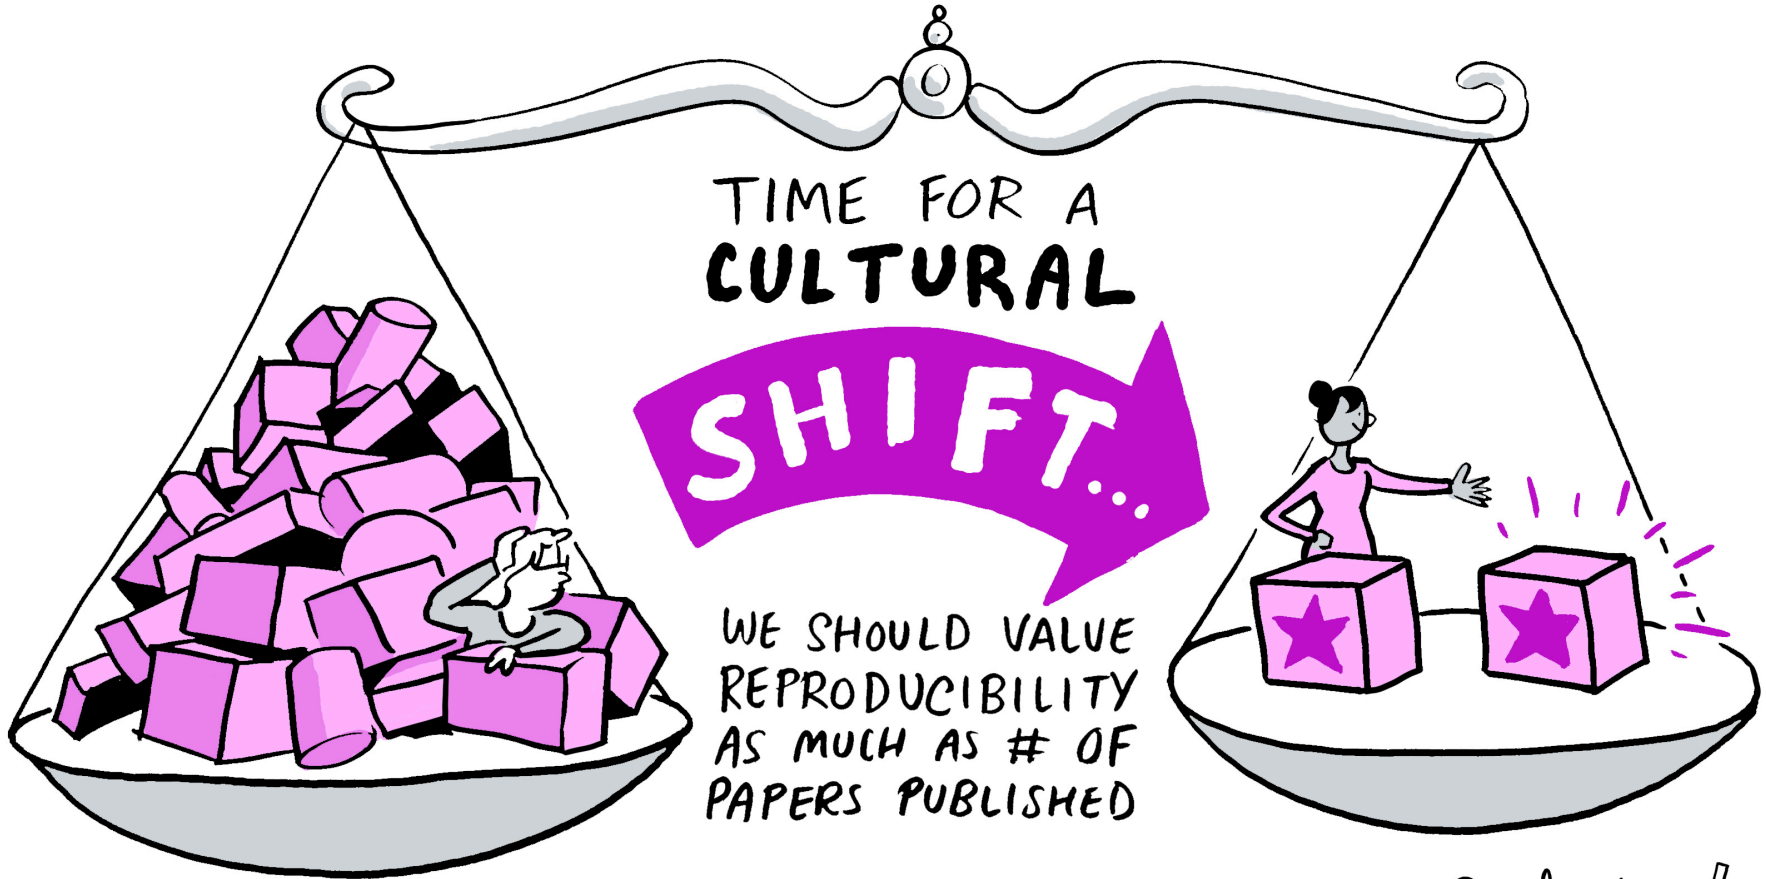 TIME FOR A
CULTURAL
SHIFT...
WE SHOULD VALUE
REPRODUCIBILITY
AS MUCH AS # OF
PAPERS PUBLISHED